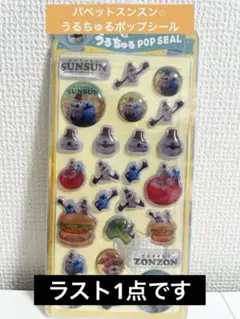 パペットスンスン☆
うるちゅるポップシール
うるちゅる POP SEAL
SUNSUN
SUNSUN
PUPPET
ZONZON
ラスト1点です